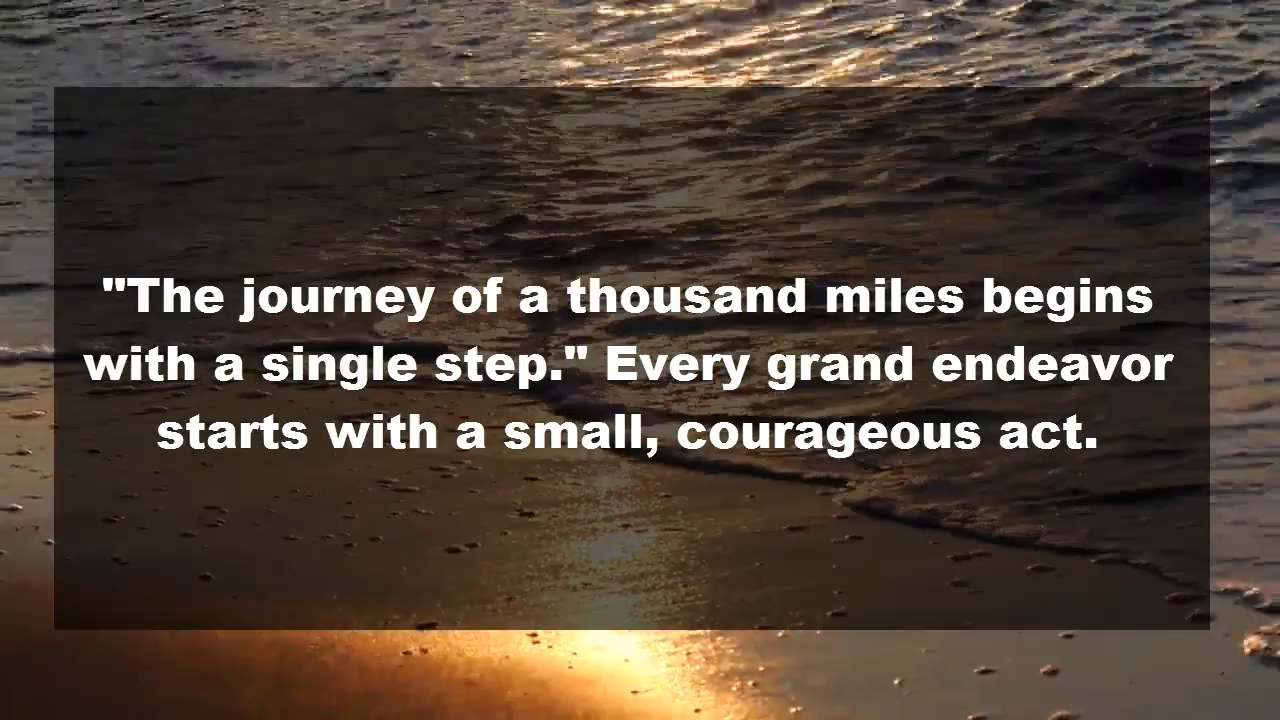 "The journey of a thousand miles begins
with a single step." Every grand endeavor
starts with a small, courageous act.